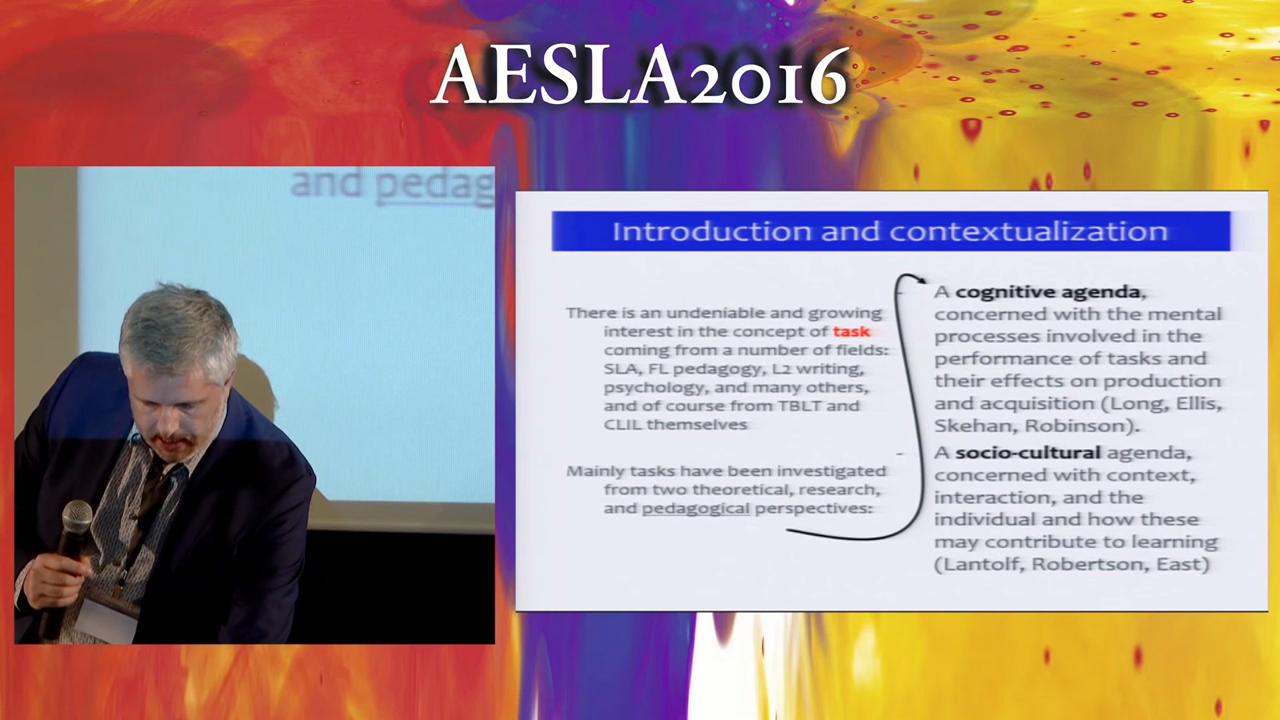 AESLA2016
and pedag
Introduction and contextualization
There is an undeniable and growing
interest in the concept of task
coming from a number of fields:
SLA, FL pedagogy, L2 writing,
psychology, and many others,
and of course from TBLT and
CLIL themselves
Mainly tasks have been investigated
from two theoretical, research,
and pedagogical perspectives:
- A cognitive agenda,
concerned with the mental
processes involved in the
performance of tasks and
their effects on production
and acquisition (Long, Ellis,
Skehan, Robinson).
- A socio-cultural agenda,
concerned with context,
interaction, and the
individual and how these
may contribute to learning
(Lantolf, Robertson, East)